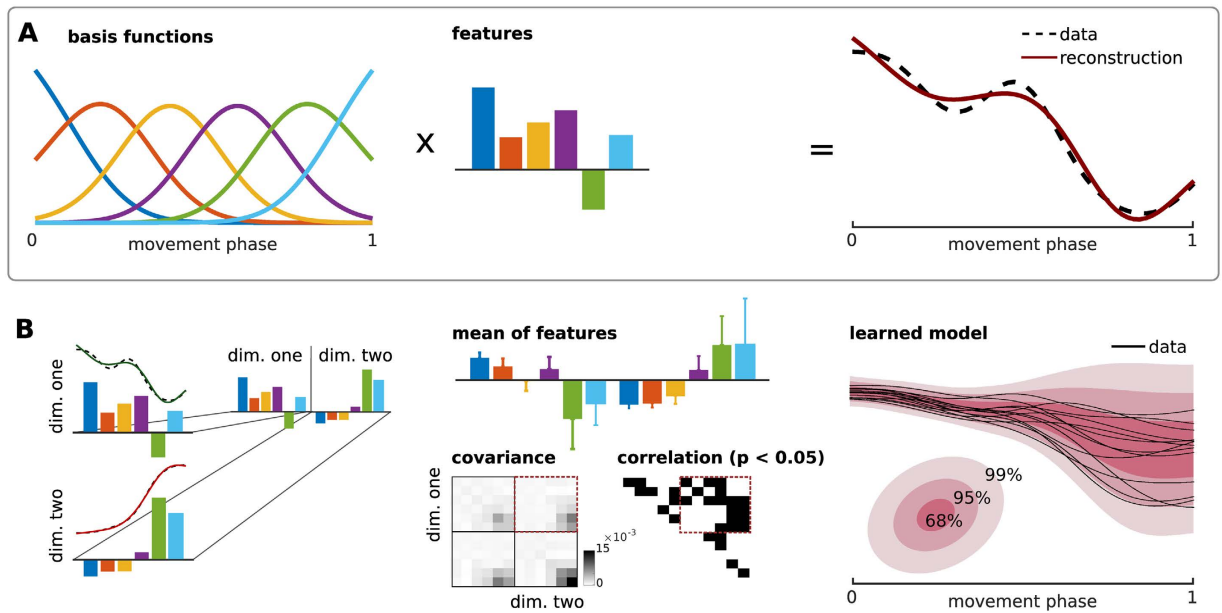 A
basis functions
0
1
movement phase
x
features
=
data
reconstruction
0
1
movement phase
B
dim. one
dim. two
dim. one
dim. two
mean of features
covariance
dim. one
dim. two
×10⁻³
15
0
correlation (p < 0.05)
learned model
data
99%
95%
68%
0
1
movement phase